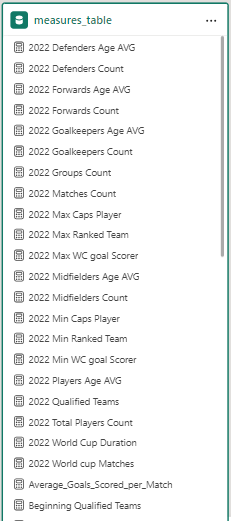 measures_table
2022 Defenders Age AVG
2022 Defenders Count
2022 Forwards Age AVG
2022 Forwards Count
2022 Goalkeepers Age AVG
2022 Goalkeepers Count
2022 Groups Count
2022 Matches Count
2022 Max Caps Player
2022 Max Ranked Team
2022 Max WC goal Scorer
2022 Midfielders Age AVG
2022 Midfielders Count
2022 Min Caps Player
2022 Min Ranked Team
2022 Min WC goal Scorer
2022 Players Age AVG
2022 Qualified Teams
2022 Total Players Count
2022 World Cup Duration
2022 World cup Matches
Average_Goals_Scored_per_Match
Beginning Qualified Teams